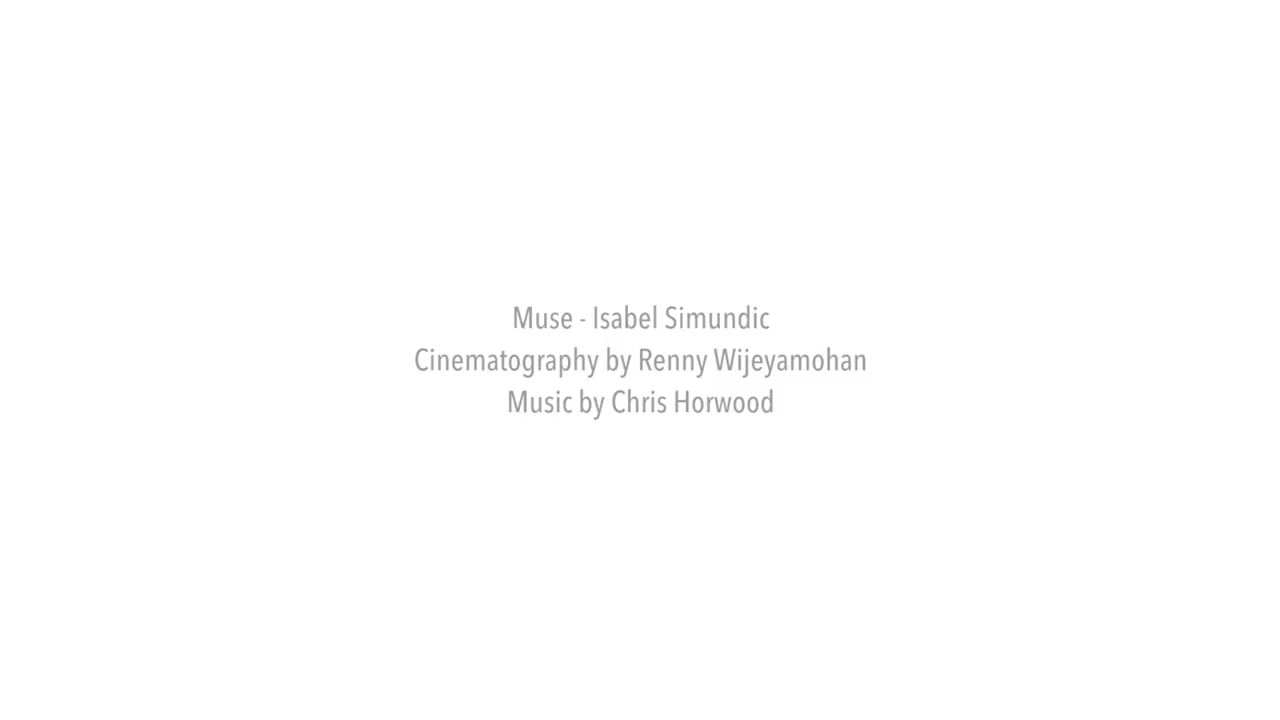 Muse - Isabel Simundic
Cinematography by Renny Wijeyamohan
Music by Chris Horwood